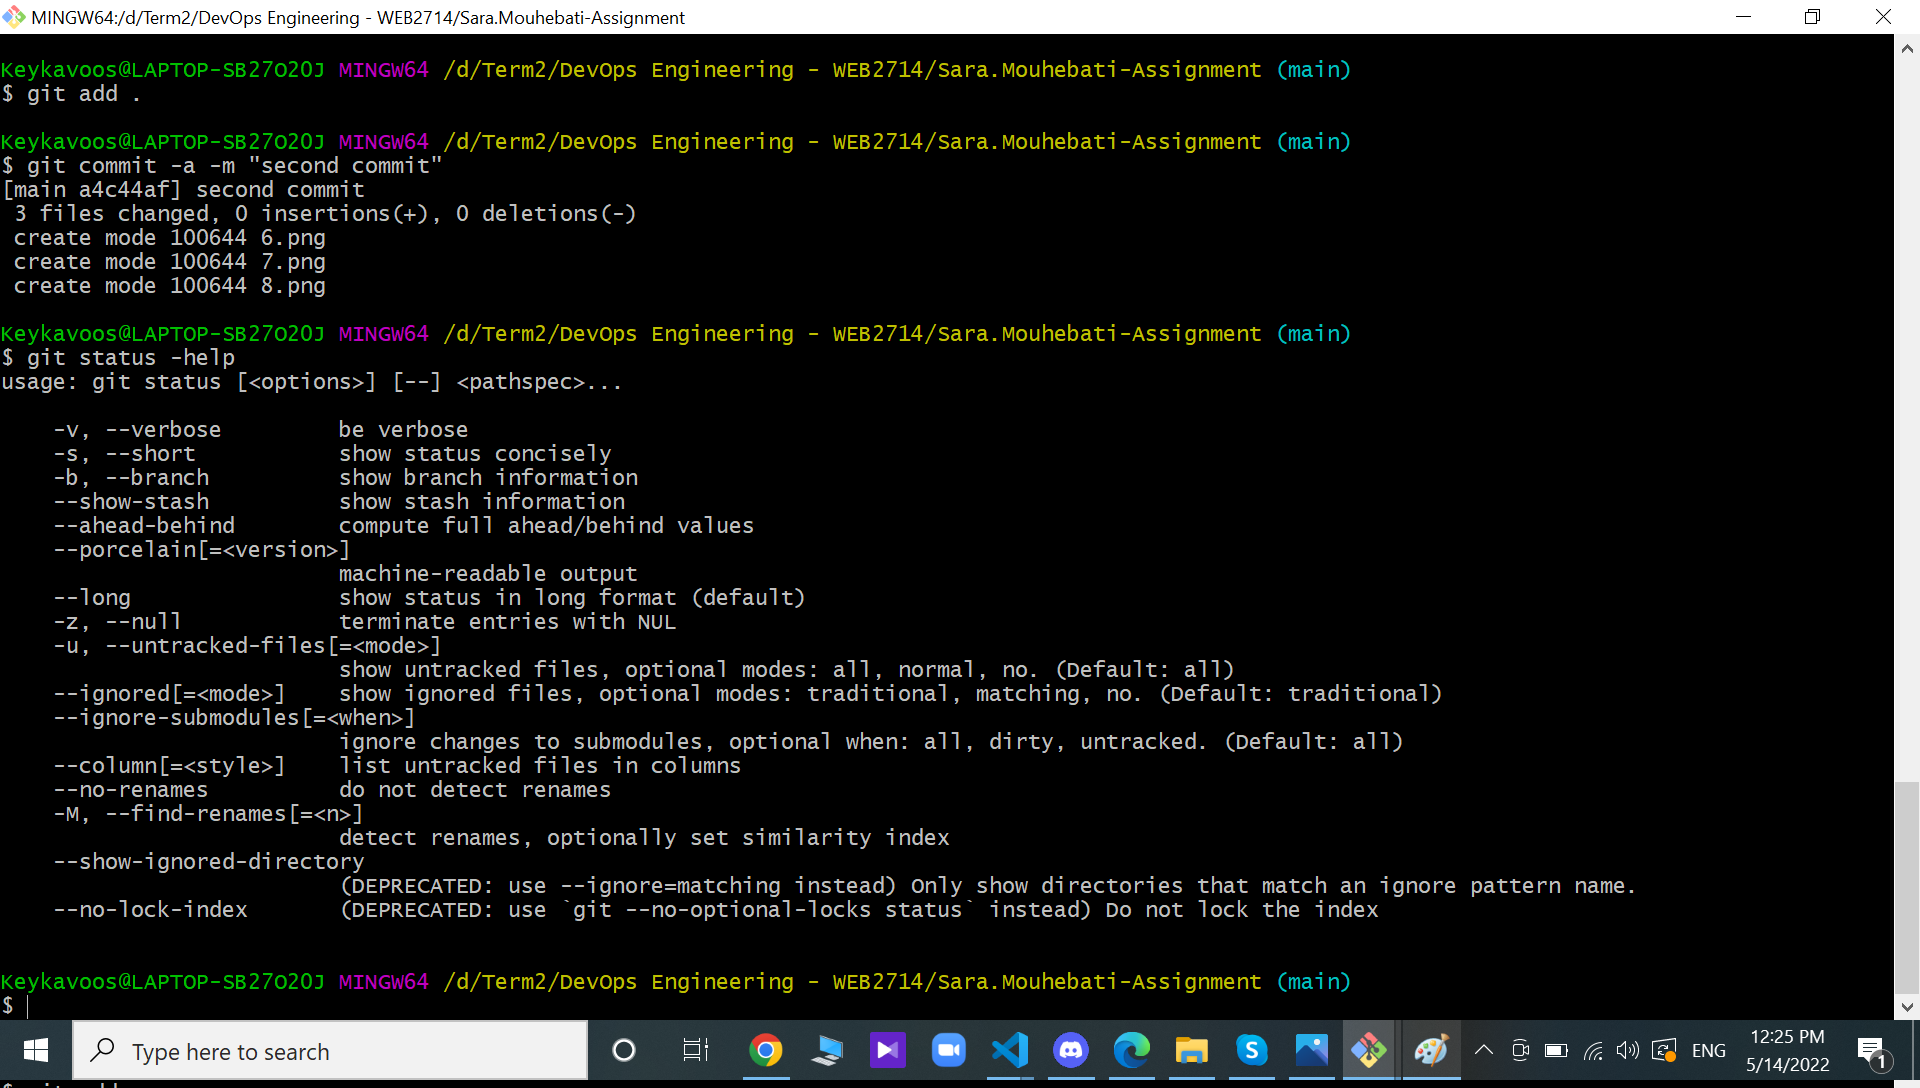 MINGW64:/d/Term2/DevOps Engineering - WEB2714/Sara.Mouhebati-Assignment
Keykavoos@LAPTOP-SB27O2OJ MINGW64 /d/Term2/DevOps Engineering - WEB2714/Sara.Mouhebati-Assignment (main)
$ git add .
Keykavoos@LAPTOP-SB27O2OJ MINGW64 /d/Term2/DevOps Engineering - WEB2714/Sara.Mouhebati-Assignment (main)
$ git commit -a -m "second commit"
[main a4c44af] second commit
 3 files changed, 0 insertions(+), 0 deletions(-)
 create mode 100644 6.png
 create mode 100644 7.png
 create mode 100644 8.png
Keykavoos@LAPTOP-SB27O2OJ MINGW64 /d/Term2/DevOps Engineering - WEB2714/Sara.Mouhebati-Assignment (main)
$ git status -help
usage: git status [<options>] [--] <pathspec>...
    -v, --verbose         be verbose
    -s, --short           show status concisely
    -b, --branch          show branch information
    --show-stash          show stash information
    --ahead-behind        compute full ahead/behind values
    --porcelain[=<version>]
                          machine-readable output
    --long                show status in long format (default)
    -z, --null            terminate entries with NUL
    -u, --untracked-files[=<mode>]
                          show untracked files, optional modes: all, normal, no. (Default: all)
    --ignored[=<mode>]    show ignored files, optional modes: traditional, matching, no. (Default: traditional)
    --ignore-submodules[=<when>]
                          ignore changes to submodules, optional when: all, dirty, untracked. (Default: all)
    --column[=<style>]    list untracked files in columns
    --no-renames          do not detect renames
    -M, --find-renames[=<n>]
                          detect renames, optionally set similarity index
    --show-ignored-directory
                          (DEPRECATED: use --ignore=matching instead) Only show directories that match an ignore pattern name.
    --no-lock-index       (DEPRECATED: use `git --no-optional-locks status` instead) Do not lock the index
Keykavoos@LAPTOP-SB27O2OJ MINGW64 /d/Term2/DevOps Engineering - WEB2714/Sara.Mouhebati-Assignment (main)
$
Type here to search
ENG
12:25 PM
5/14/2022
1